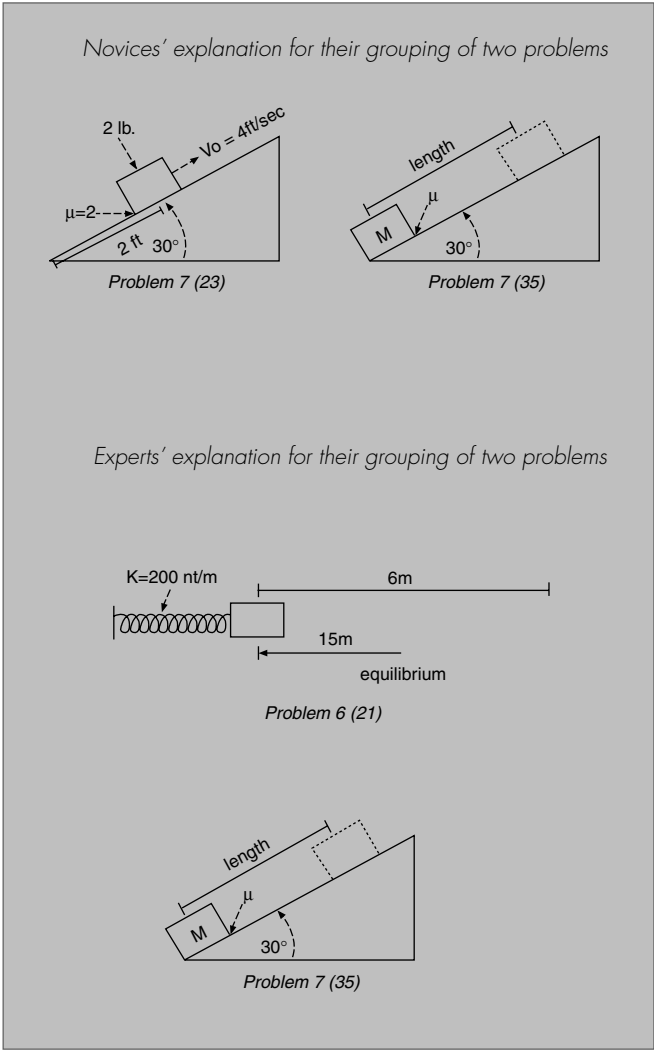 Novices' explanation for their grouping of two problems
2 lb.
Vo = 4ft/sec
μ=2
2 ft
30°
Problem 7 (23)
length
μ
M
30°
Problem 7 (35)
Experts' explanation for their grouping of two problems
K=200 nt/m
6m
15m
equilibrium
Problem 6 (21)
length
μ
M
30°
Problem 7 (35)